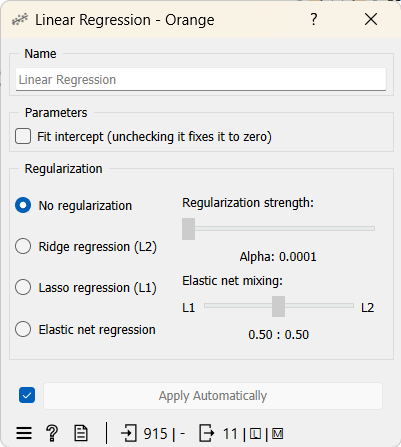 Linear Regression - Orange
Name
Linear Regression
Parameters
Fit intercept (unchecking it fixes it to zero)
Regularization
No regularization
Ridge regression (L2)
Lasso regression (L1)
Elastic net regression
Regularization strength:
Alpha: 0.0001
Elastic net mixing:
L1 L2
0.50 : 0.50
Apply Automatically
? 915 | - 11 | L | M